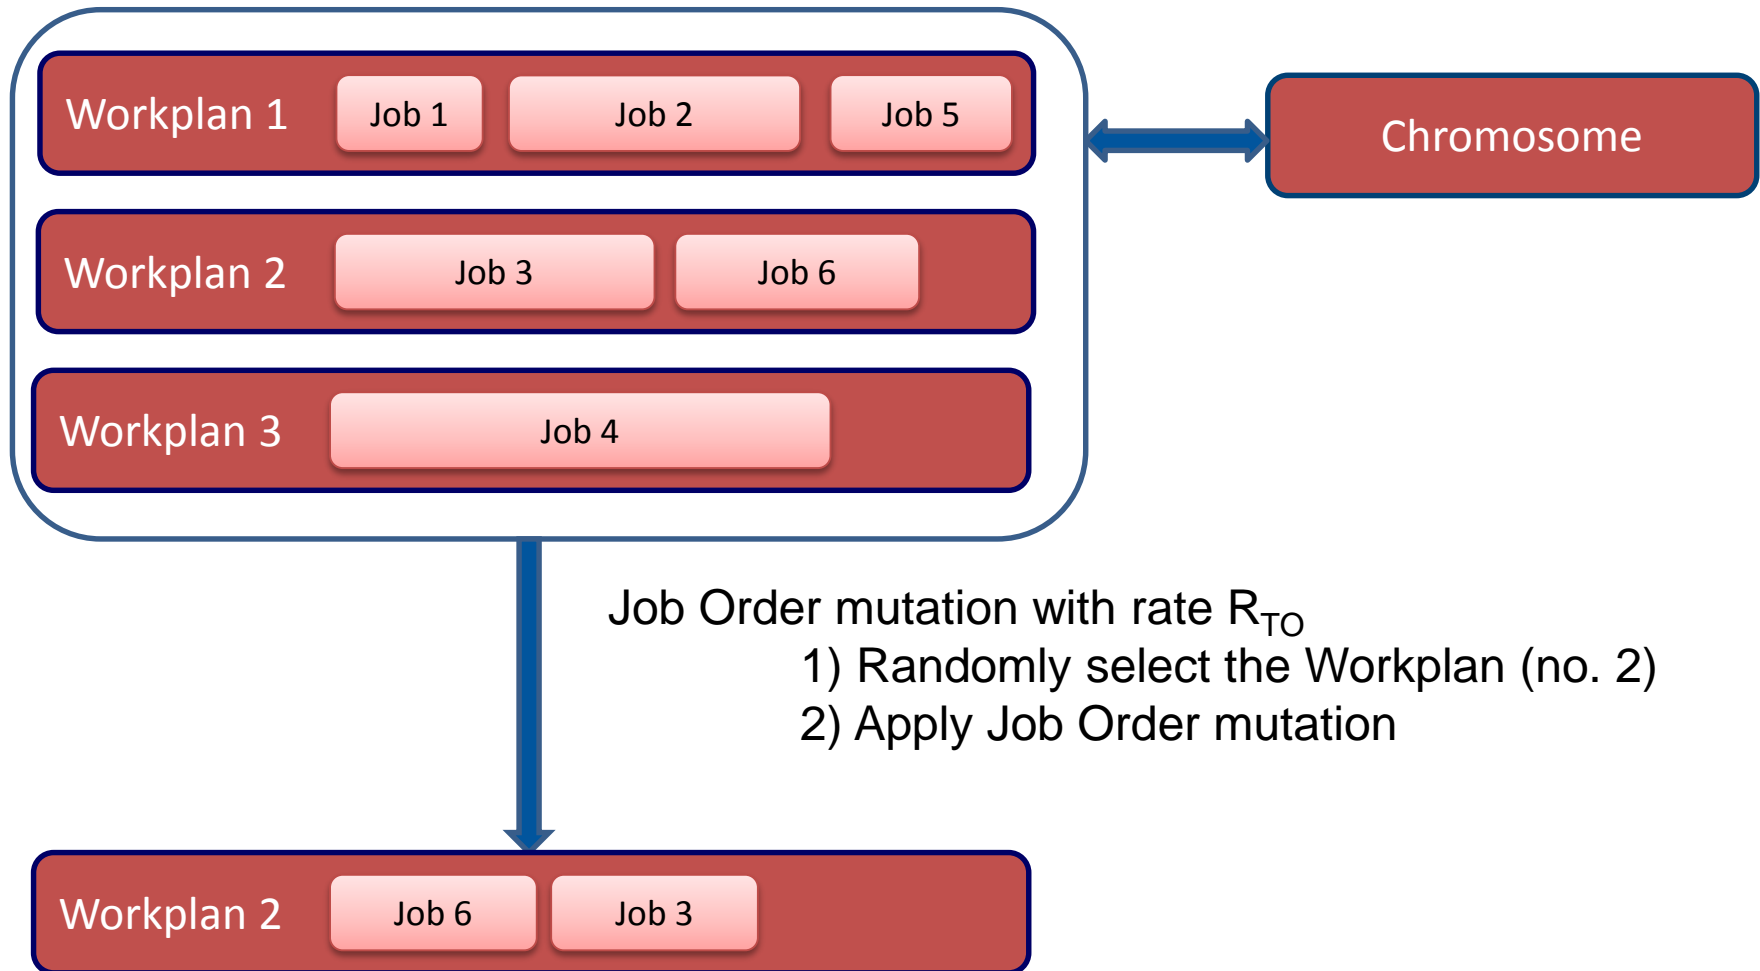 Workplan 1 Job 1 Job 2 Job 5
Chromosome
Workplan 2 Job 3 Job 6
Workplan 3 Job 4
Job Order mutation with rate R_TO
1) Randomly select the Workplan (no. 2)
2) Apply Job Order mutation
Workplan 2 Job 6 Job 3